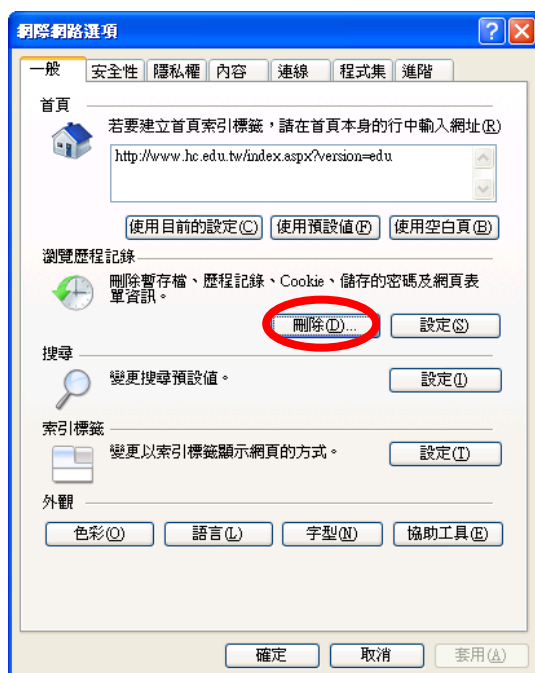 網際網路選項
一般 安全性 隱私權 內容 連線 程式集 進階
首頁
若要建立首頁索引標籤，請在首頁本身的行中輸入網址(R)
http://www.hc.edu.tw/index.aspx?version=edu
使用目前的設定(C) 使用預設值(F) 使用空白頁(B)
瀏覽歷程記錄
刪除暫存檔、歷程記錄、Cookie、儲存的密碼及網頁表
單資訊。
刪除(D)... 設定(S)
搜尋
變更搜尋預設值。 設定(I)
索引標籤
變更以索引標籤顯示網頁的方式。 設定(T)
外觀
色彩(O) 語言(L) 字型(N) 協助工具(E)
確定 取消 套用(A)